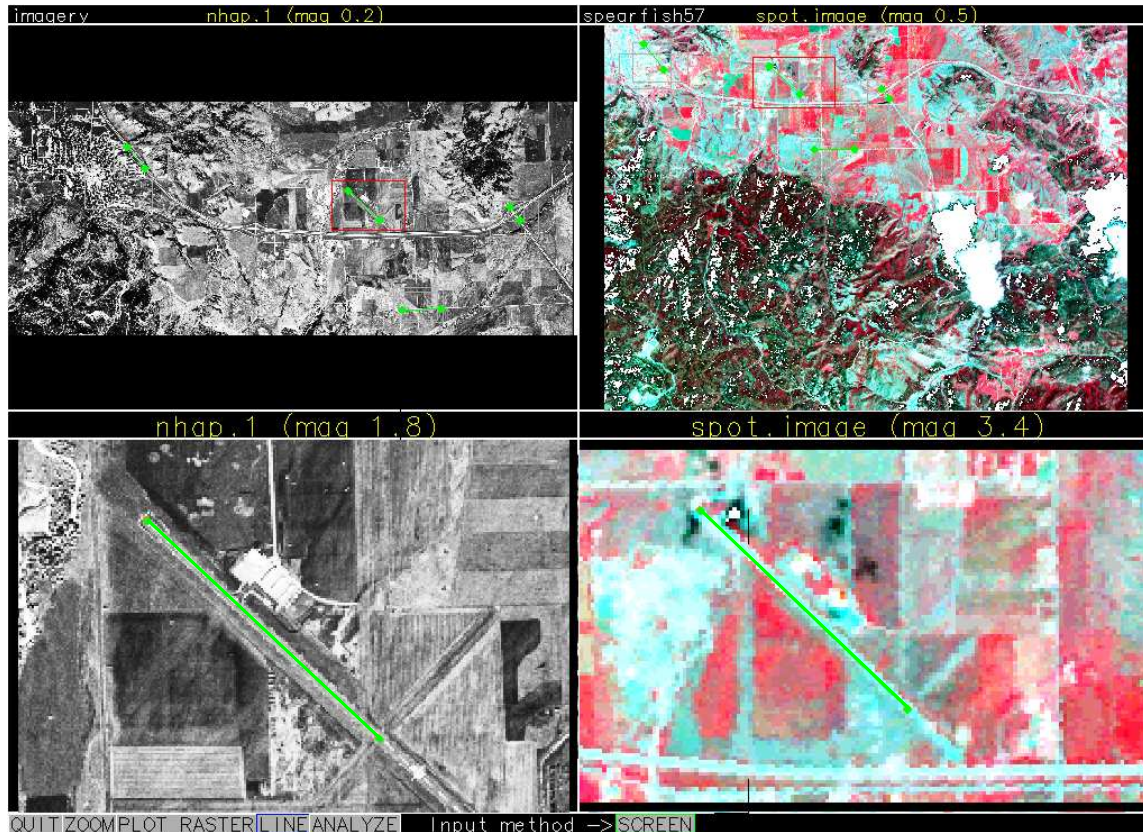 imagery nhap.1 (mag 0.2) spearfish57 spot.image (mag 0.5)
nhap.1 (mag 1.8) spot.image (mag 3.4)
QUIT ZOOM PLOT RASTER LINE ANALYZE Input method -> SCREEN